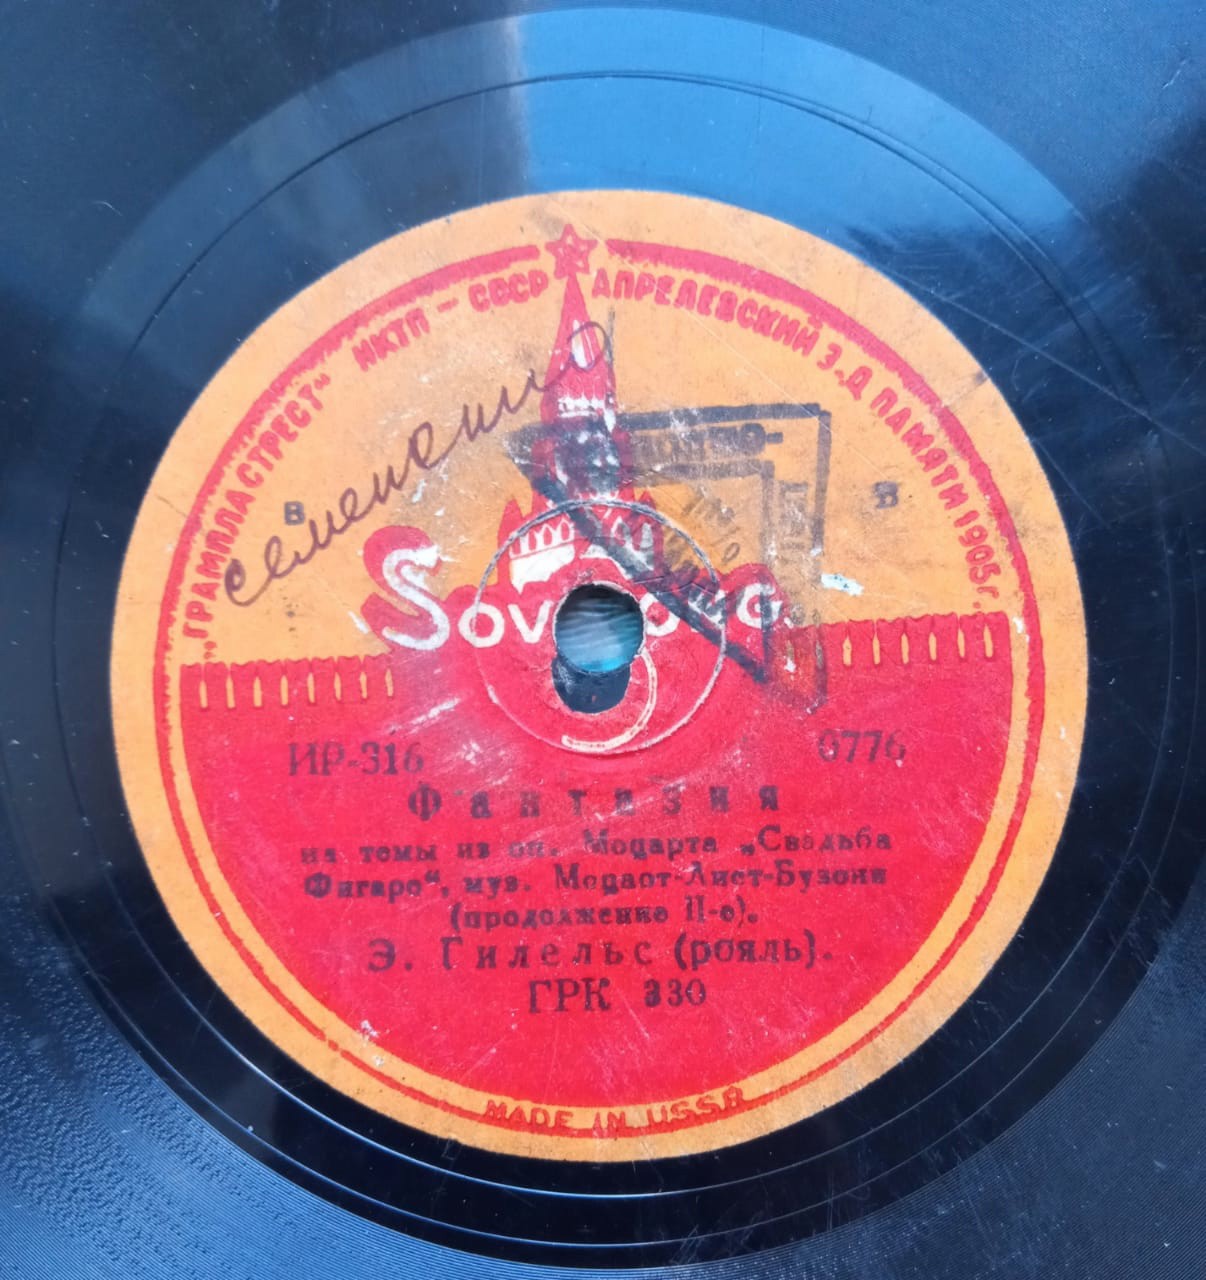 „ГРАМПЛАСТРЕСТ“ НКТП – СССР АПРЕЛЕВСКИЙ З-Д ПАМЯТИ 1905 г.
В В
ИР-316 0776
Фантазия
на темы из оп. Моцарта „Свадьба
Фигаро“, муз. Моцарт-Лист-Бузони
(продолжение II-е).
Э. Гилельс (рояль).
ГРК 330
MADE IN USSR